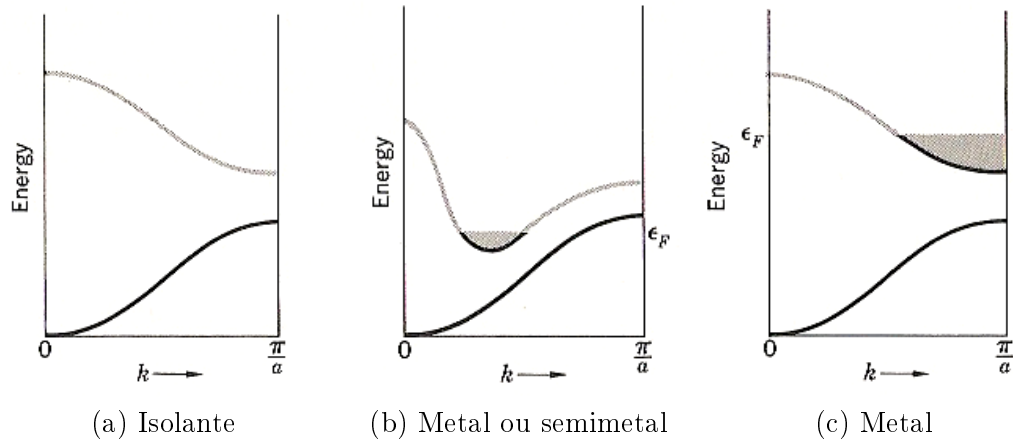 Energy
0
k
π/a
(a) Isolante
Energy
ϵ_F
0
k
π/a
(b) Metal ou semimetal
Energy
ϵ_F
0
k
π/a
(c) Metal